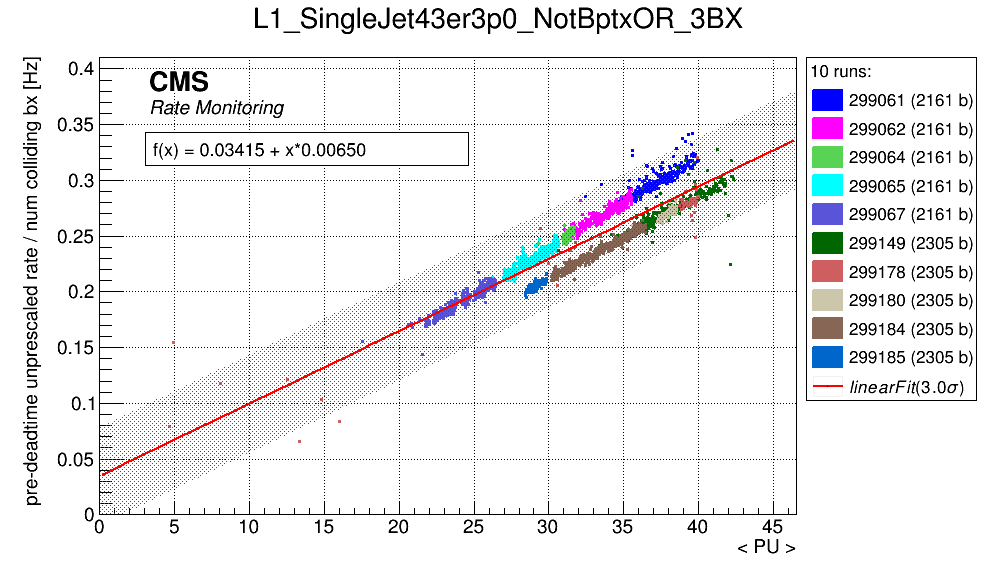 L1_SingleJet43er3p0_NotBptxOR_3BX
pre-deadtime unprescaled rate / num colliding bx [Hz]
CMS
Rate Monitoring
f(x) = 0.03415 + x*0.00650
0.4
0.35
0.3
0.25
0.2
0.15
0.1
0.05
0
0 5 10 15 20 25 30 35 40 45
< PU >
10 runs:
299061 (2161 b)
299062 (2161 b)
299064 (2161 b)
299065 (2161 b)
299067 (2161 b)
299149 (2305 b)
299178 (2305 b)
299180 (2305 b)
299184 (2305 b)
299185 (2305 b)
linearFit(3.0σ)